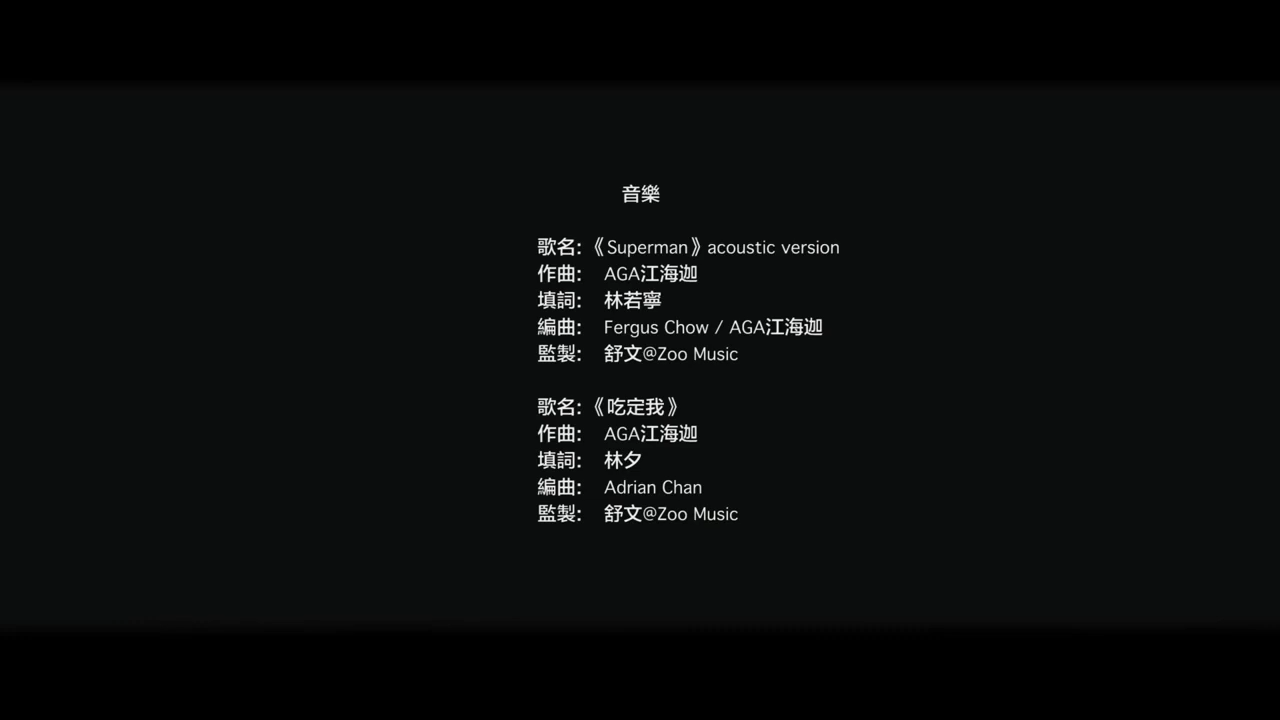 音樂
歌名:《Superman》acoustic version
作曲: AGA江海迦
填詞: 林若寧
編曲: Fergus Chow / AGA江海迦
監製: 舒文@Zoo Music
歌名:《吃定我》
作曲: AGA江海迦
填詞: 林夕
編曲: Adrian Chan
監製: 舒文@Zoo Music